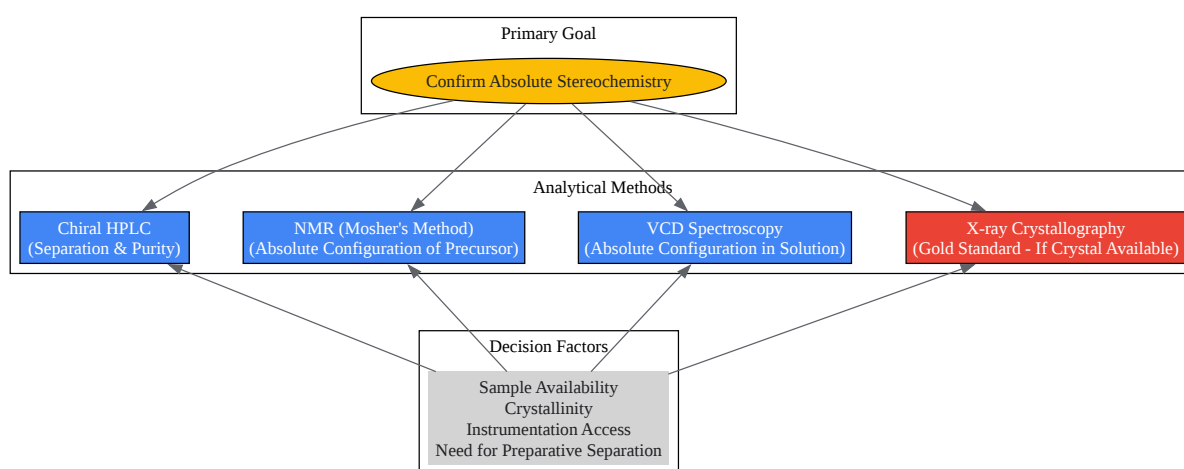 Primary Goal
Confirm Absolute Stereochemistry
Analytical Methods
Chiral HPLC
(Separation & Purity)
NMR (Mosher's Method)
(Absolute Configuration of Precursor)
VCD Spectroscopy
(Absolute Configuration in Solution)
X-ray Crystallography
(Gold Standard - If Crystal Available)
Decision Factors
Sample Availability
Crystallinity
Instrumentation Access
Need for Preparative Separation